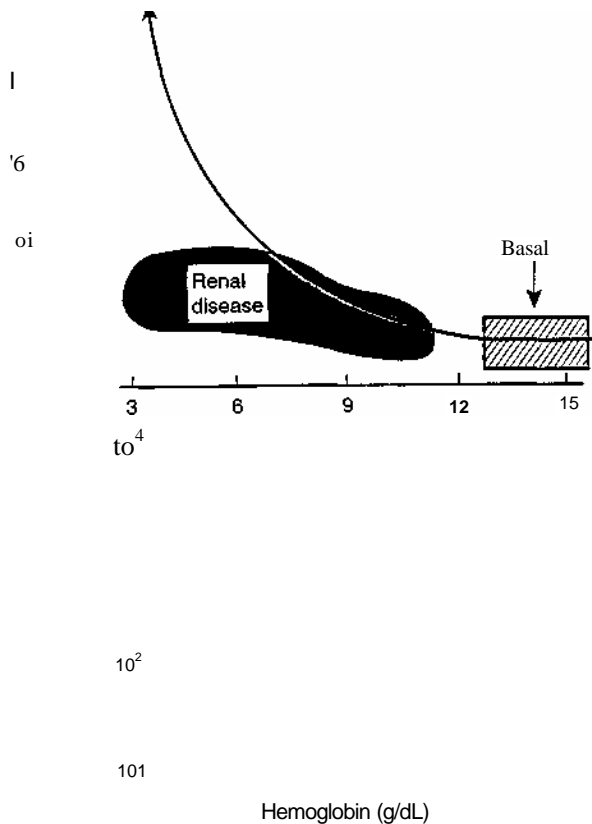 l
'6
oi
Basal
Renal
disease
3 6 9 12 15
to⁴
10²
101
Hemoglobin (g/dL)